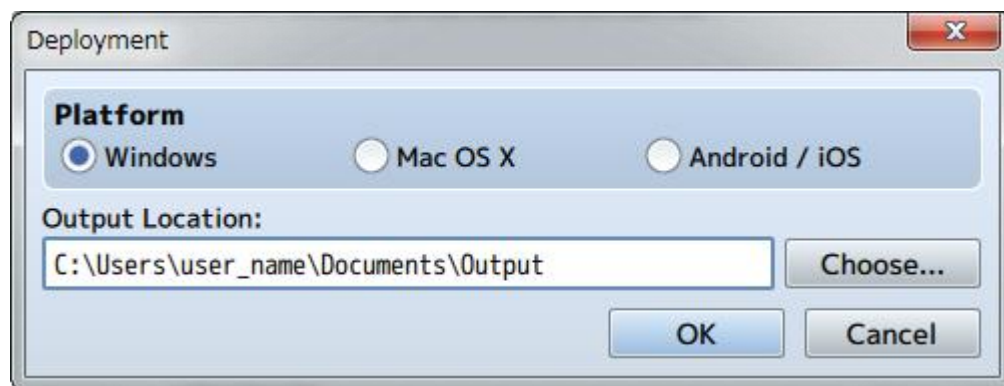 Deployment
Platform
Windows Mac OS X Android / iOS
Output Location:
C:\Users\user_name\Documents\Output Choose...
OK Cancel